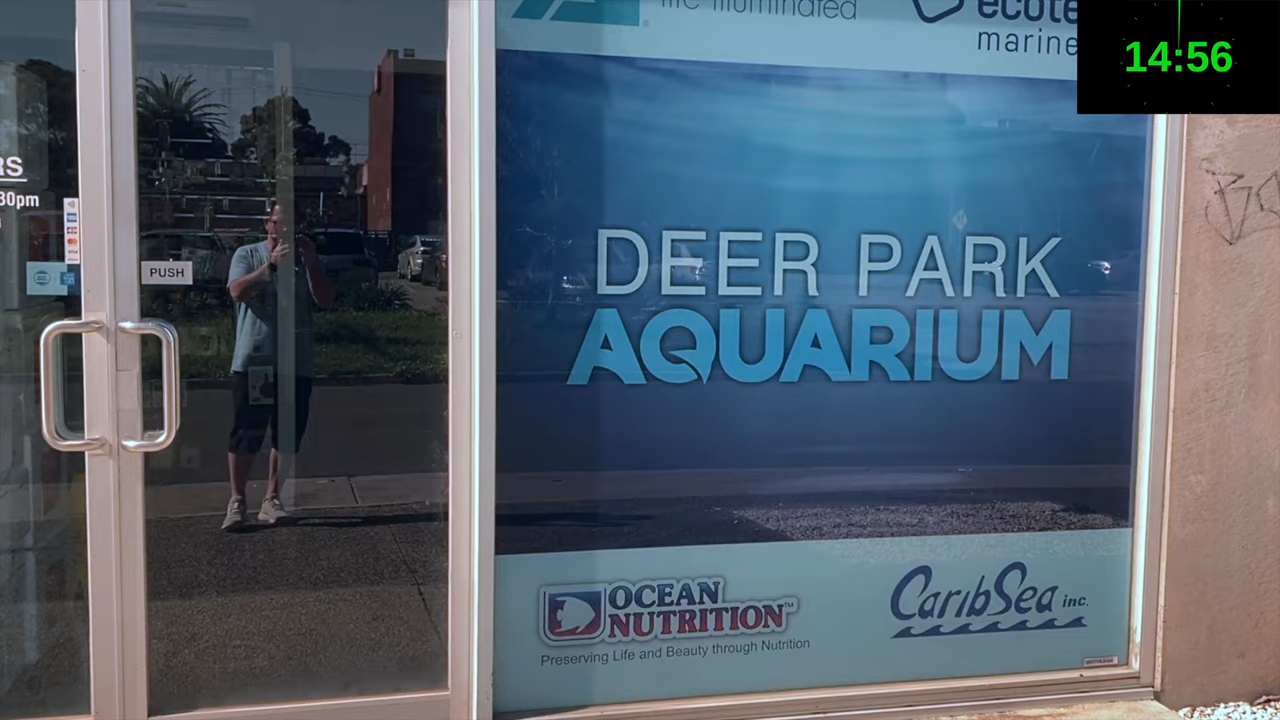 life illuminated
ecote
marine
14:56
RS
30pm
PUSH
DEER PARK
AQUARIUM
OCEAN
NUTRITION™
Preserving Life and Beauty through Nutrition
CaribSea inc.